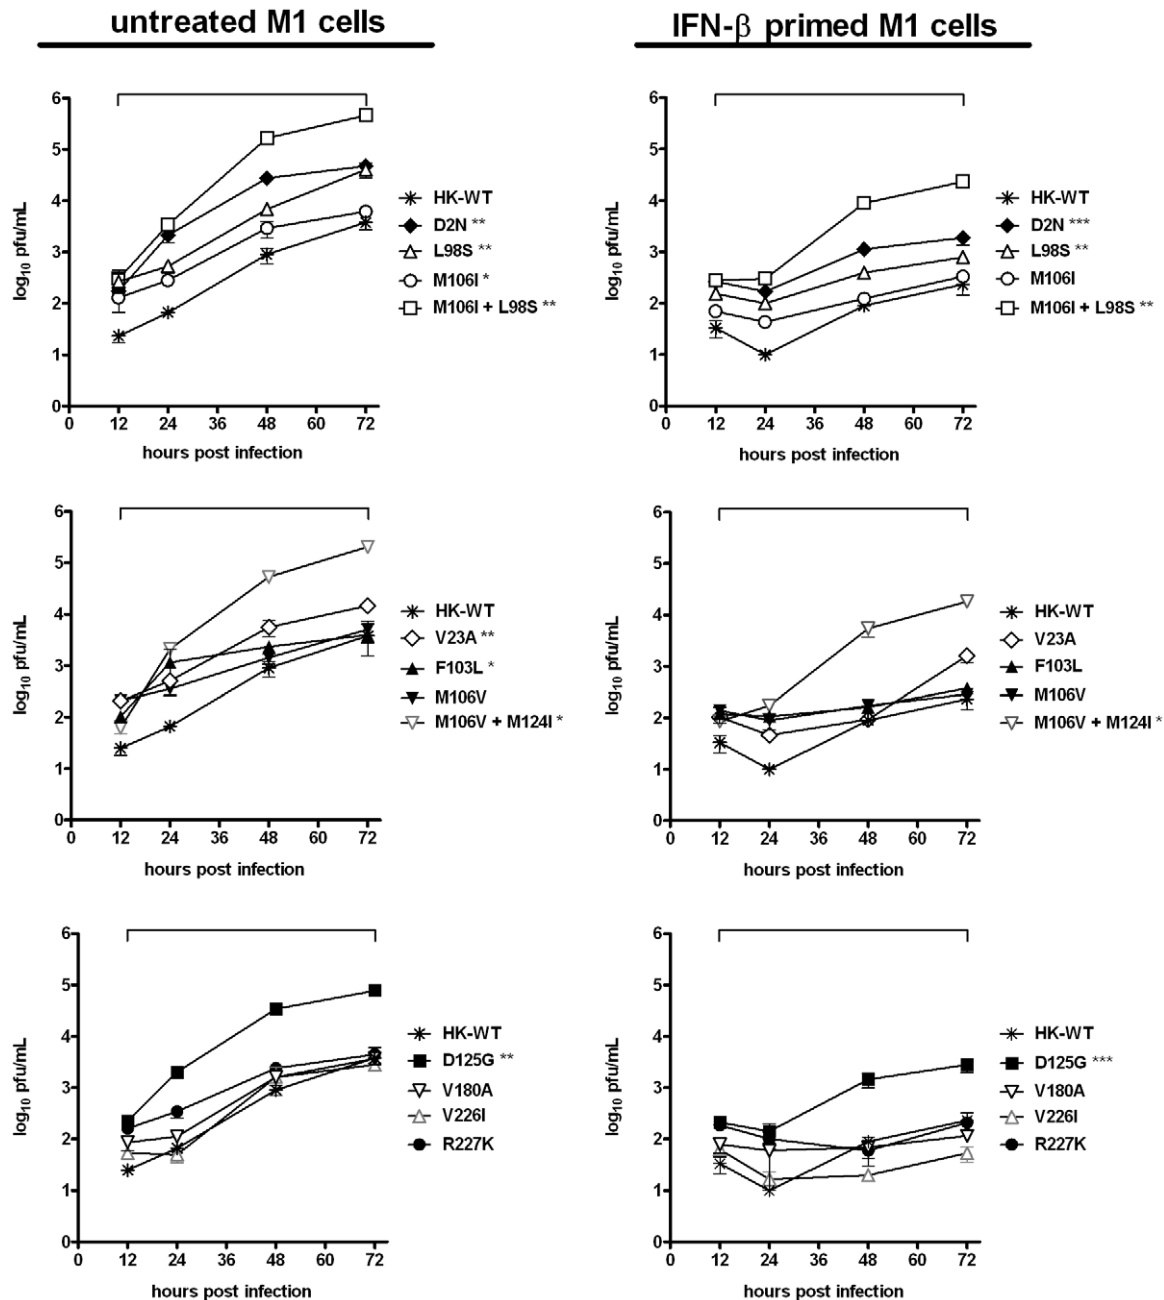 untreated M1 cells
IFN-β primed M1 cells
6
5
4
3
2
1
0
log10 pfu/mL
0 12 24 36 48 60 72
hours post infection
HK-WT
D2N **
L98S **
M106I *
M106I + L98S **
6
5
4
3
2
1
0
log10 pfu/mL
0 12 24 36 48 60 72
hours post infection
HK-WT
D2N ***
L98S **
M106I
M106I + L98S **
6
5
4
3
2
1
0
log10 pfu/mL
0 12 24 36 48 60 72
hours post infection
HK-WT
V23A **
F103L *
M106V
M106V + M124I *
6
5
4
3
2
1
0
log10 pfu/mL
0 12 24 36 48 60 72
hours post infection
HK-WT
V23A
F103L
M106V
M106V + M124I *
6
5
4
3
2
1
0
log10 pfu/mL
0 12 24 36 48 60 72
hours post infection
HK-WT
D125G **
V180A
V226I
R227K
6
5
4
3
2
1
0
log10 pfu/mL
0 12 24 36 48 60 72
hours post infection
HK-WT
D125G ***
V180A
V226I
R227K